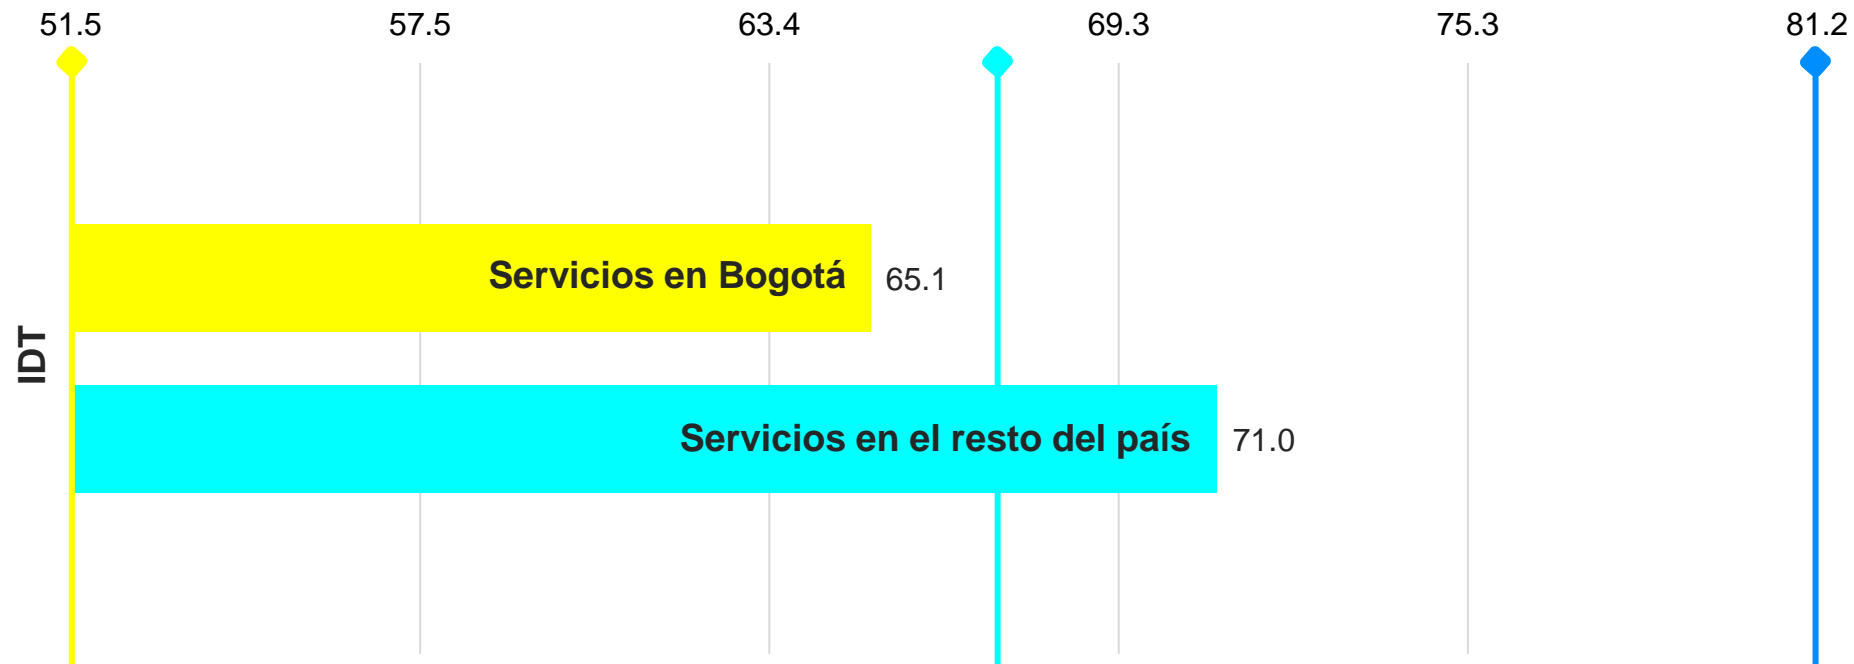 51.5 57.5 63.4 69.3 75.3 81.2
Servicios en Bogotá 65.1
IDT
Servicios en el resto del país 71.0